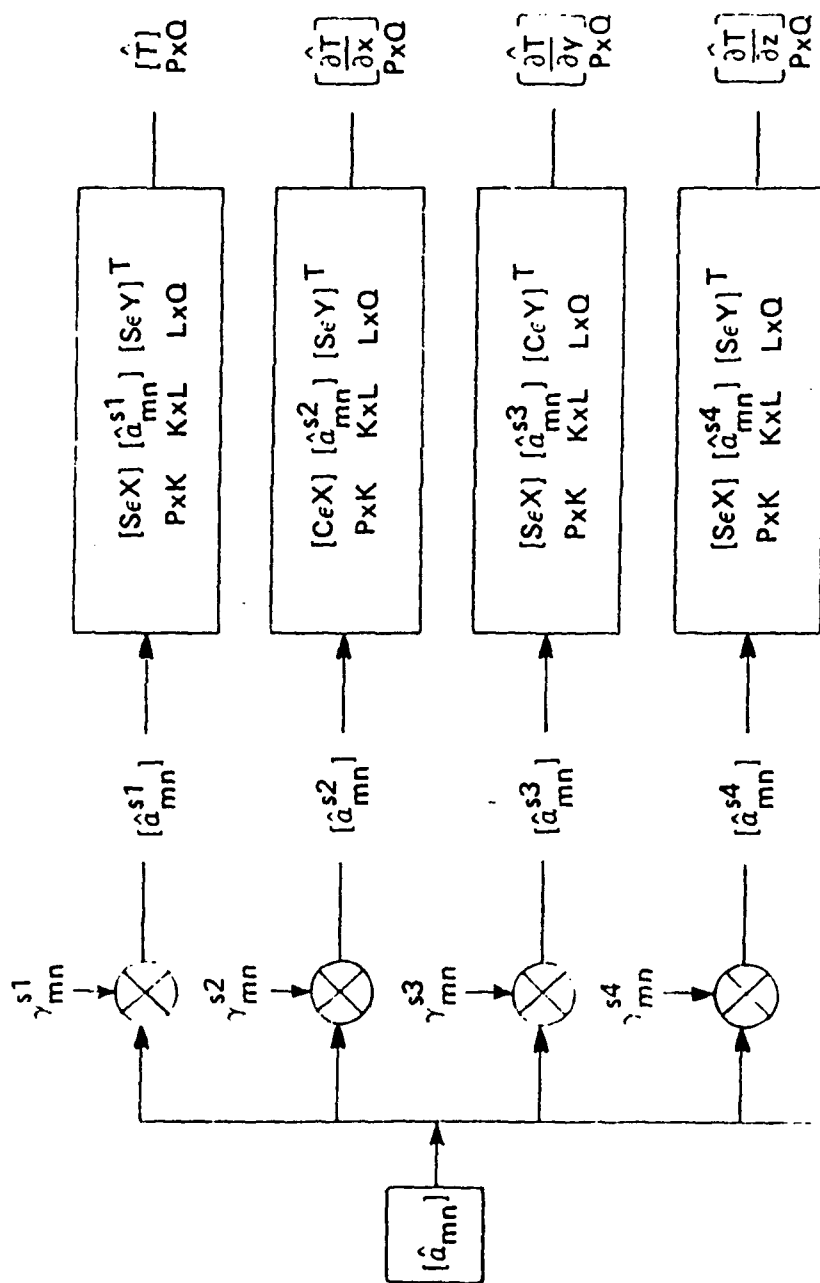 [â_mn]
γ^s1_mn
[â^s1_mn]
[SϵX] [â^s1_mn] [SϵY]^T
PxK KxL LxQ
[T̂]
PxQ
γ^s2_mn
[â^s2_mn]
[CϵX] [â^s2_mn] [SϵY]^T
PxK KxL LxQ
[∂T̂/∂x]
PxQ
γ^s3_mn
[â^s3_mn]
[SϵX] [â^s3_mn] [CϵY]^T
PxK KxL LxQ
[∂T̂/∂y]
PxQ
γ^s4_mn
[â^s4_mn]
[SϵX] [â^s4_mn] [SϵY]^T
PxK KxL LxQ
[∂T̂/∂z]
PxQ